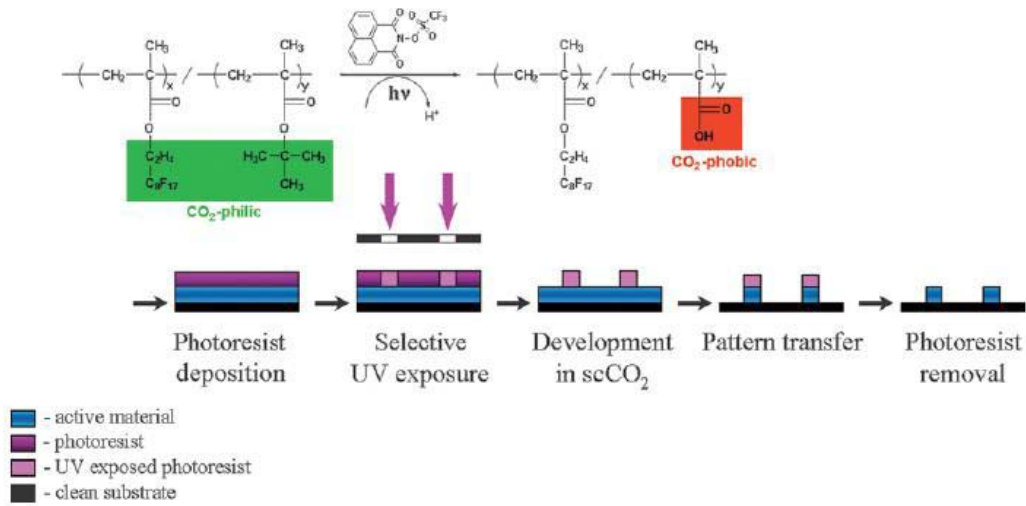 CH₃ CH₃ CH₃ CH₃
O O CF₃
N-O S
O O O
( CH₂ C )x / ( CH₂ C )y ( CH₂ C )x / ( CH₂ C )y
hν
H⁺
O O O O
O O O OH
CO₂-phobic
C₂H₄ H₃C C CH₃ C₂H₄
C₈F₁₇ CH₃ C₈F₁₇
CO₂-philic
Photoresist deposition
Selective UV exposure
Development in scCO₂
Pattern transfer
Photoresist removal
- active material
- photoresist
- UV exposed photoresist
- clean substrate